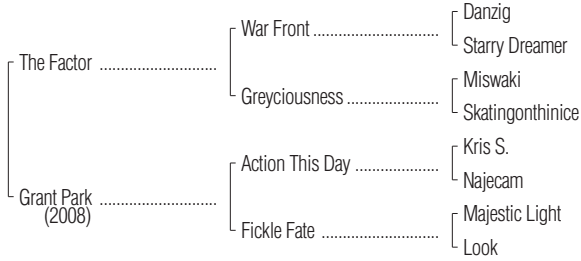 Danzig
War Front ..............................
Starry Dreamer
The Factor ............................
Miswaki
Greyciousness ......................
Skatingonthinice
Kris S.
Action This Day ....................
Najecam
Grant Park ............................
(2008)
Majestic Light
Fickle Fate ............................
Look